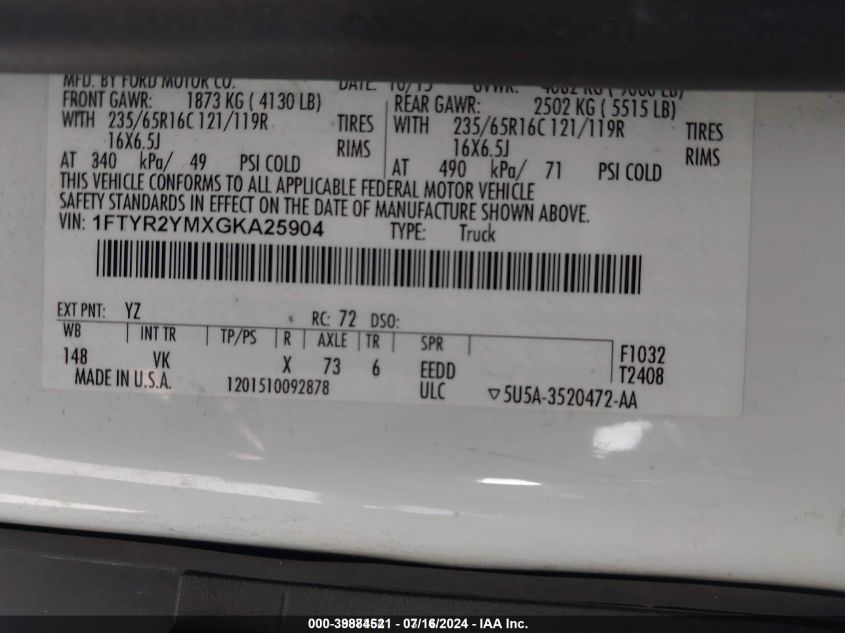 MFD. BY FORD MOTOR CO. DATE: 10/15 GVWR:
FRONT GAWR: 1873 KG ( 4130 LB) REAR GAWR: 2502 KG ( 5515 LB)
WITH 235/65R16C 121/119R TIRES WITH 235/65R16C 121/119R TIRES
16X6.5J RIMS 16X6.5J RIMS
AT 340 kPa/ 49 PSI COLD AT 490 kPa/ 71 PSI COLD
THIS VEHICLE CONFORMS TO ALL APPLICABLE FEDERAL MOTOR VEHICLE
SAFETY STANDARDS IN EFFECT ON THE DATE OF MANUFACTURE SHOWN ABOVE.
VIN: 1FTYR2YMXGKA25904 TYPE: Truck
EXT PNT: YZ RC: 72 DSO:
WB INT TR TP/PS R AXLE TR SPR F1032
148 VK X 73 6 EEDD T2408
MADE IN U.S.A. 1201510092878 ULC ▽5U5A-3520472-AA
07/16/2024 - IAA Inc.